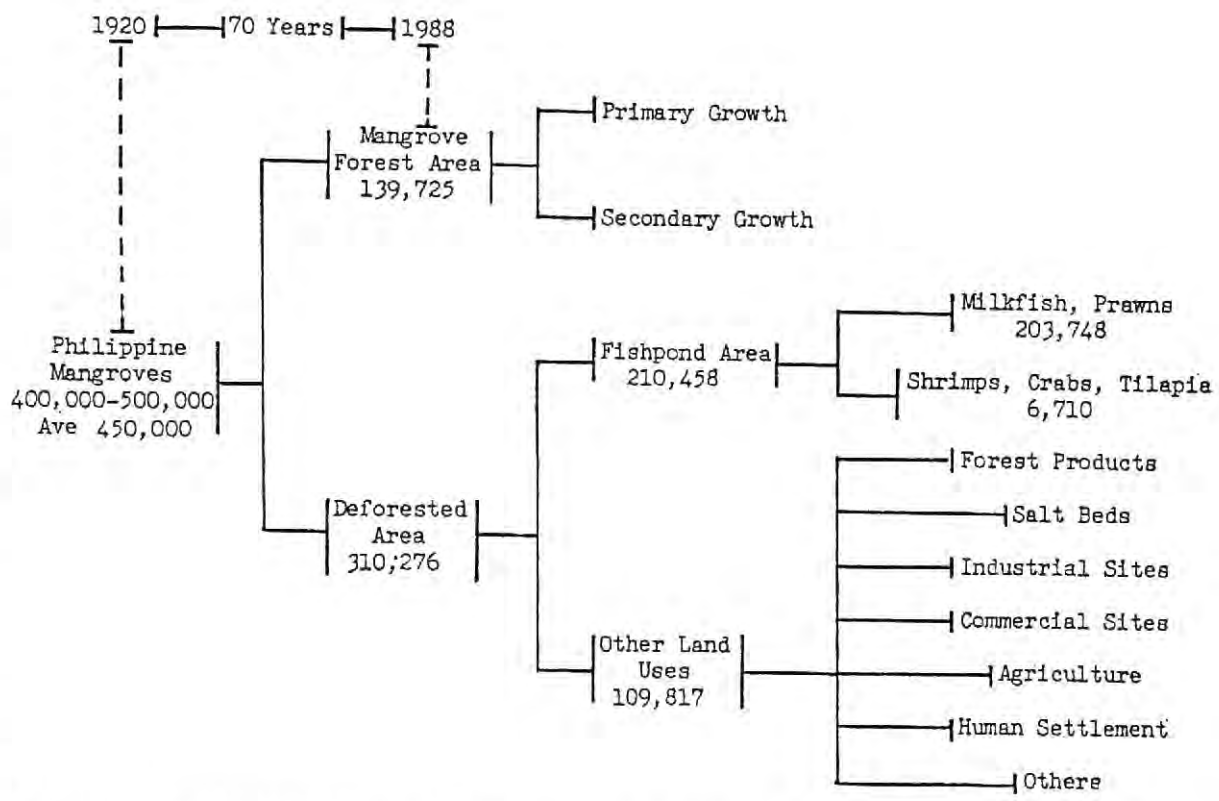 1920 70 Years 1988
Mangrove
Forest Area
139,725
Primary Growth
Secondary Growth
Philippine
Mangroves
400,000-500,000
Ave 450,000
Deforested
Area
310,276
Fishpond Area
210,458
Milkfish, Prawns
203,748
Shrimps, Crabs, Tilapia
6,710
Other Land
Uses
109,817
Forest Products
Salt Beds
Industrial Sites
Commercial Sites
Agriculture
Human Settlement
Others